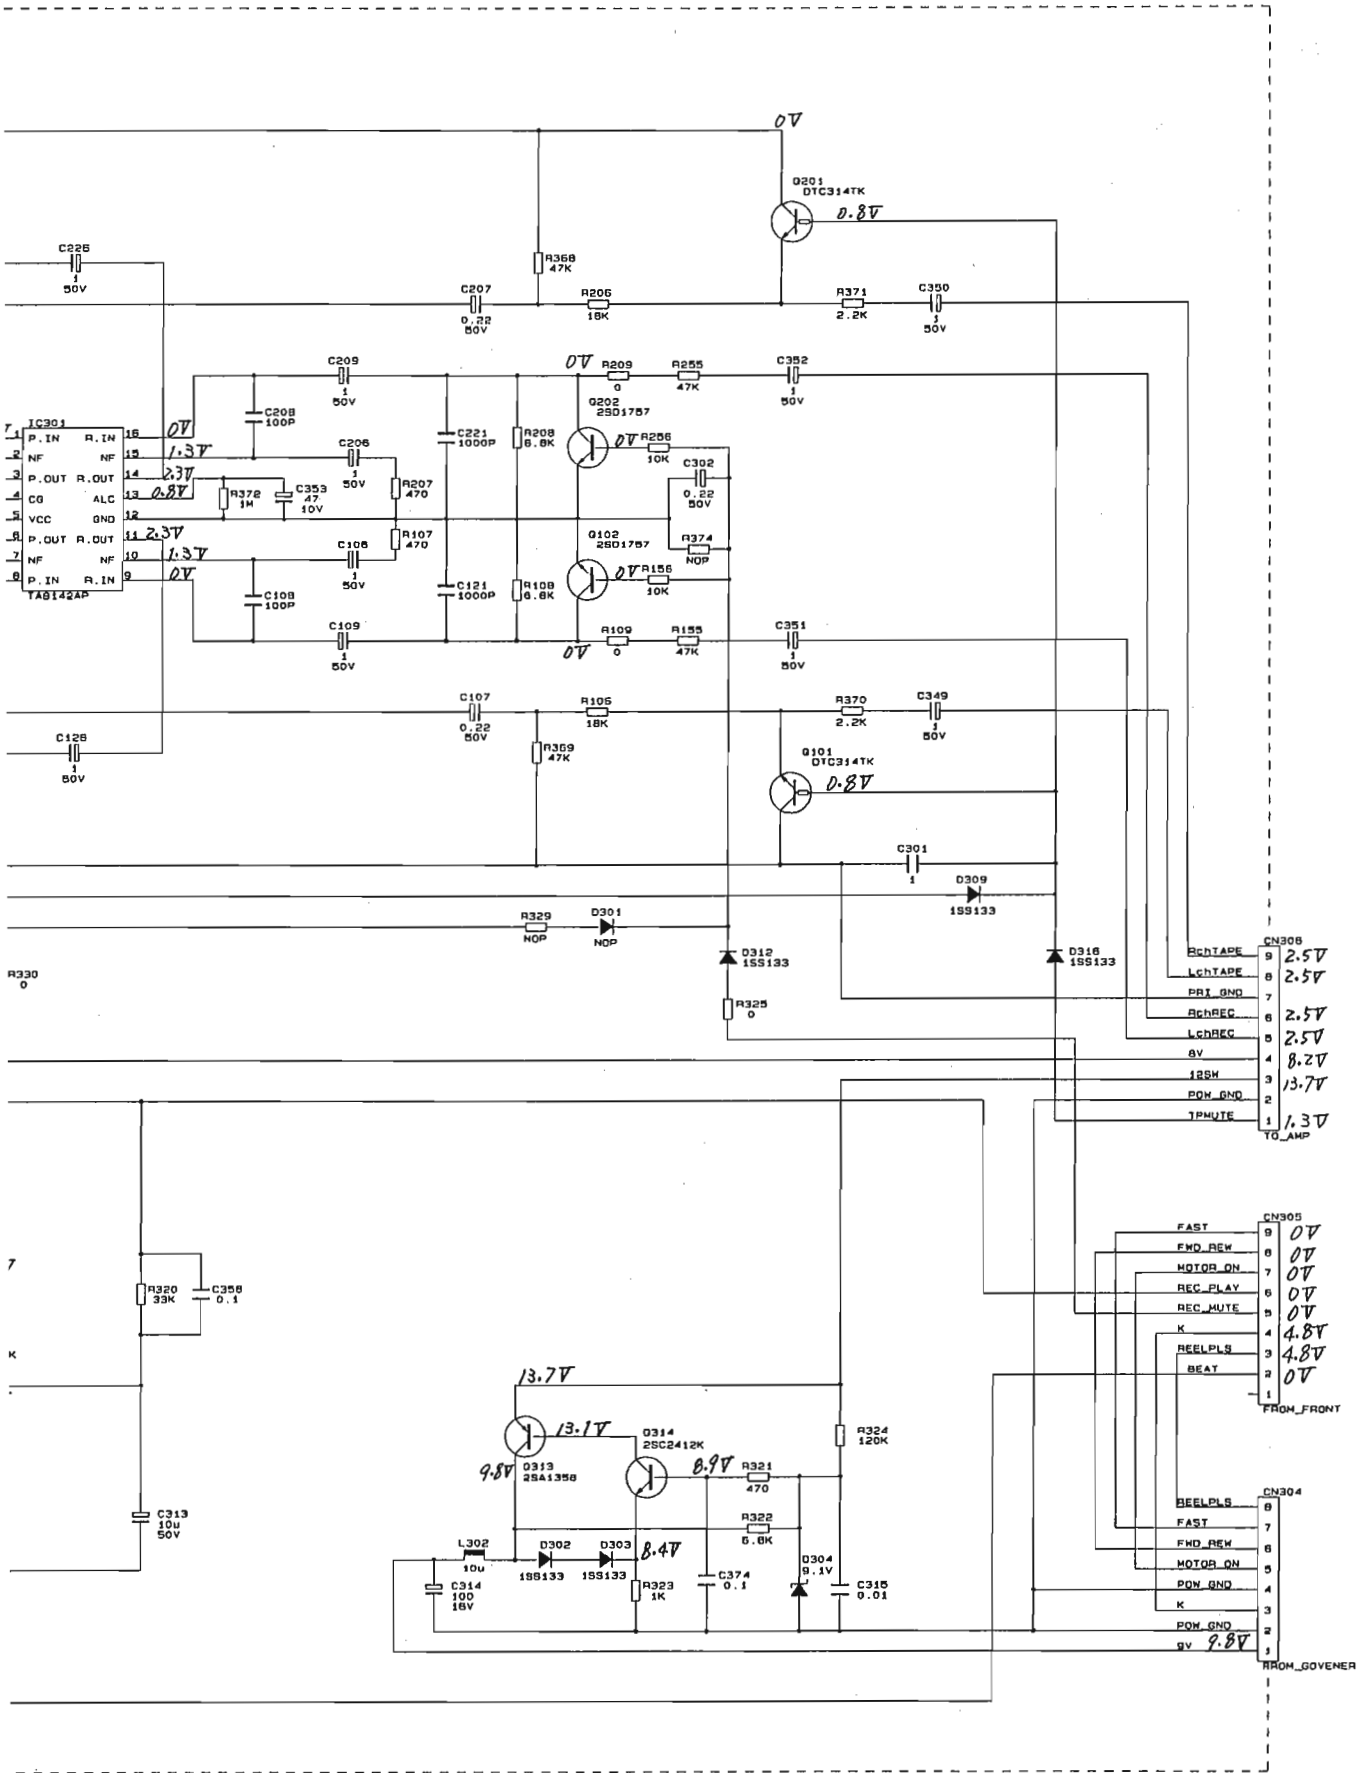 0V
Q201
DTC314TK
0.8V
C226
1
50V
R368
47K
C207
0.22
50V
R206
18K
R371
2.2K
C350
1
50V
C209
1
50V
0V
R209
0
R255
47K
C352
1
50V
Q202
2SD1757
IC301
C208
100P
1 P.IN R.IN 16 0V
2 NF NF 15 1.3V
3 P.OUT R.OUT 14 2.3V
4 CG ALC 13 0.8V
5 VCC GND 12
6 P.OUT R.OUT 11 2.3V
7 NF NF 10 1.3V
8 P.IN R.IN 9 0V
TA8142AP
C206
1
50V
R207
470
R372
1M
C353
47
10V
C221
1000P
R208
6.8K
0V
R256
10K
C302
0.22
50V
R107
470
C106
1
50V
Q102
2SD1757
R374
NOP
0V
R156
10K
C108
100P
C121
1000P
R108
6.8K
C109
1
50V
0V
R109
0
R155
47K
C351
1
50V
C107
0.22
50V
R106
18K
R370
2.2K
C349
1
50V
C126
1
50V
R369
47K
Q101
DTC314TK
0.8V
C301
1
D309
1SS133
R329
NOP
D301
NOP
D312
1SS133
D316
1SS133
R330
0
R325
0
CN306
RchTAPE 9 2.5V
LchTAPE 8 2.5V
PRI_GND 7
RchREC 6 2.5V
LchREC 5 2.5V
8V 4 8.2V
12SW 3 13.7V
POW_GND 2
TPMUTE 1 1.3V
TO_AMP
CN305
FAST 9 0V
FWD_REW 8 0V
MOTOR_ON 7 0V
REC_PLAY 6 0V
REC_MUTE 5 0V
K 4 4.8V
REELPLS 3 4.8V
BEAT 2 0V
1
FROM_FRONT
7
R320
33K
C358
0.1
K
13.7V
13.1V
Q314
2SC2412K
R324
120K
9.8V
Q313
2SA1358
8.9V
R321
470
C313
10u
50V
R322
6.8K
L302
10u
D302
1SS133
D303
1SS133
8.4V
D304
9.1V
C314
100
16V
R323
1K
C374
0.1
C315
0.01
CN304
REELPLS 8
FAST 7
FWD_REW 6
MOTOR_ON 5
POW_GND 4
K 3
POW_GND 2
9V 9.8V 1
RROM_GOVENER